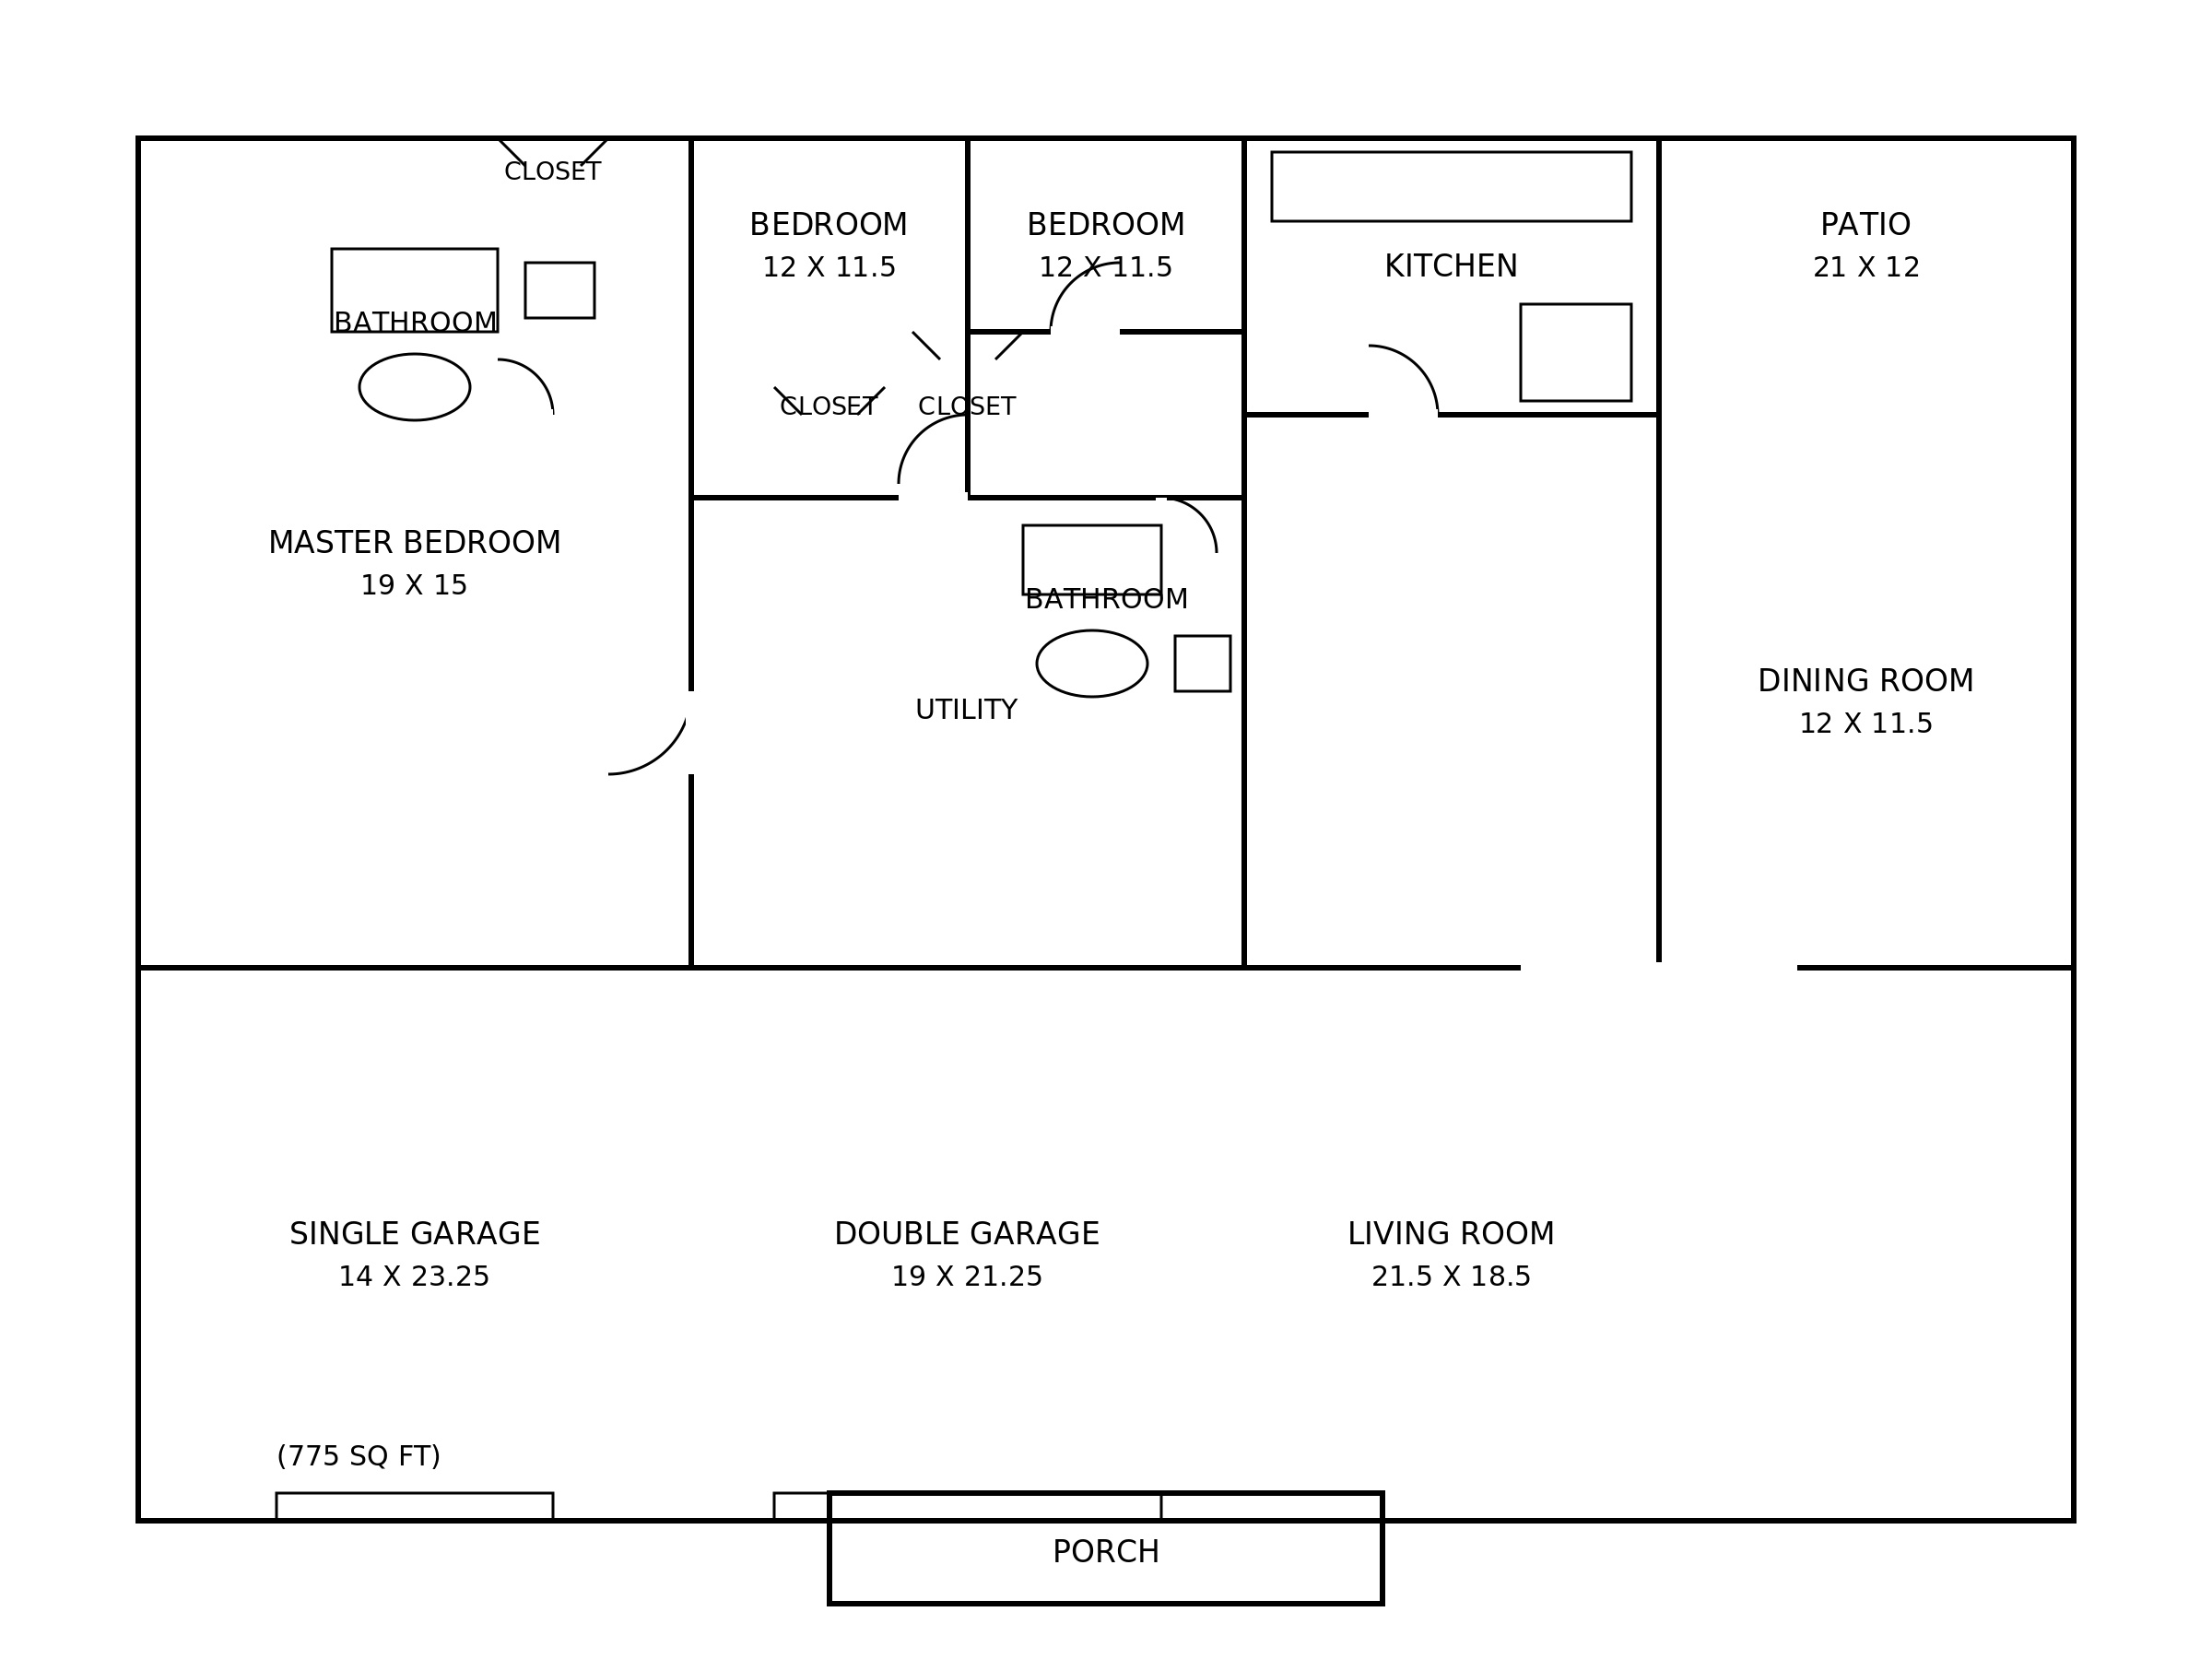 CLOSET
BEDROOM
12 X 11.5
BEDROOM
12 X 11.5
KITCHEN
PATIO
21 X 12
BATHROOM
CLOSET
CLOSET
MASTER BEDROOM
19 X 15
BATHROOM
UTILITY
DINING ROOM
12 X 11.5
SINGLE GARAGE
14 X 23.25
DOUBLE GARAGE
19 X 21.25
LIVING ROOM
21.5 X 18.5
(775 SQ FT)
PORCH